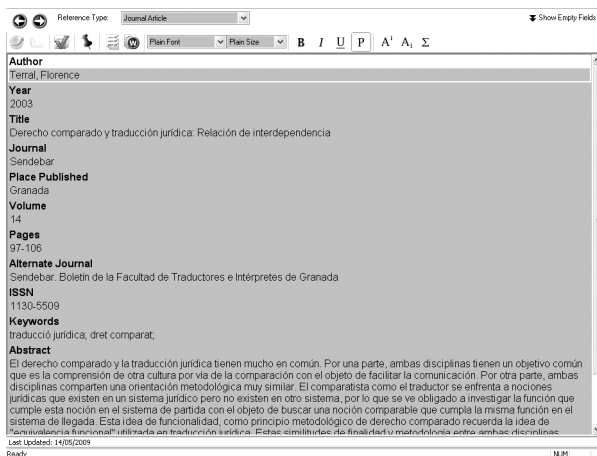 Reference Type: Journal Article Show Empty Fields
Plain Font Plain Size B I U P A¹ A₁ Σ
Author
Terral, Florence
Year
2003
Title
Derecho comparado y traducción jurídica: Relación de interdependencia
Journal
Sendebar
Place Published
Granada
Volume
14
Pages
97-106
Alternate Journal
Sendebar. Boletín de la Facultad de Traductores e Intérpretes de Granada
ISSN
1130-5509
Keywords
traducció jurídica; dret comparat;
Abstract
El derecho comparado y la traducción jurídica tienen mucho en común. Por una parte, ambas disciplinas tienen un objetivo común
que es la comprensión de otra cultura por vía de la comparación con el objeto de facilitar la comunicación. Por otra parte, ambas
disciplinas comparten una orientación metodológica muy similar. El comparatista como el traductor se enfrenta a nociones
jurídicas que existen en un sistema jurídico pero no existen en otro sistema, por lo que se ve obligado a investigar la función que
cumple esta noción en el sistema de partida con el objeto de buscar una noción comparable que cumpla la misma función en el
sistema de llegada. Esta idea de funcionalidad, como principio metodológico de derecho comparado recuerda la idea de
"equivalencia funcional" utilizada en traducción jurídica. Estas similitudes de finalidad y metodología entre ambas disciplinas
Last Updated: 14/05/2009
Ready NUM